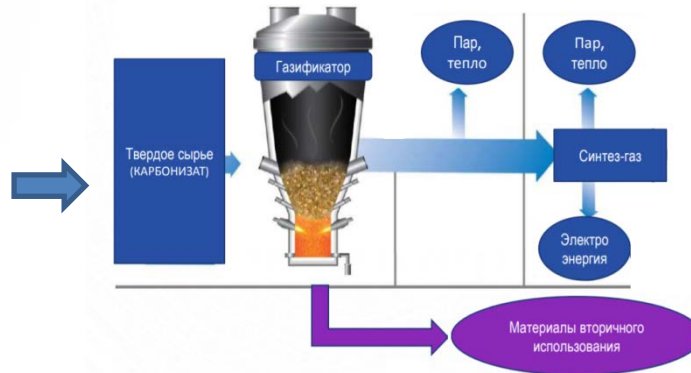 Газификатор
Пар,
тепло
Пар,
тепло
Твердое сырье
(КАРБОНИЗАТ)
Синтез-газ
Электро
энергия
Материалы вторичного
использования